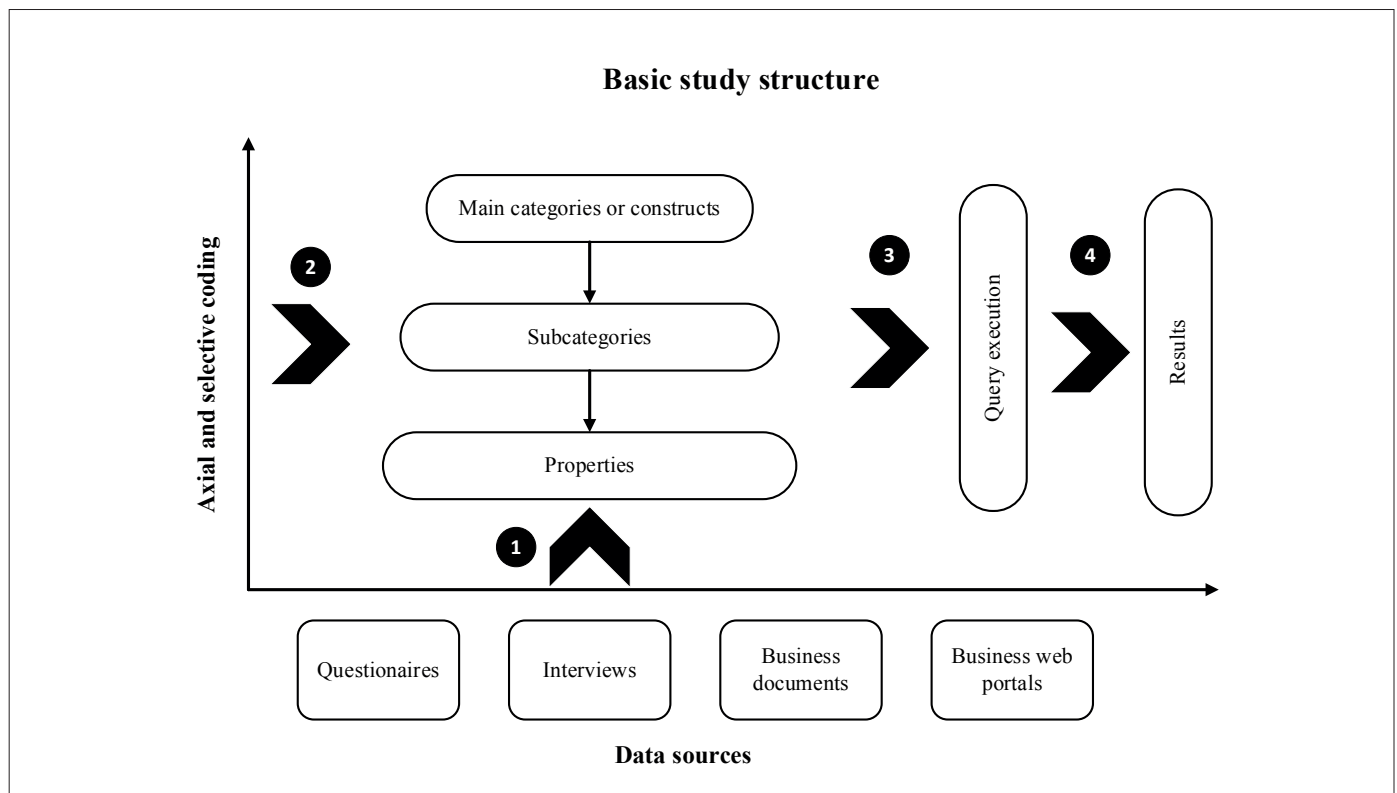 Basic study structure
Axial and selective coding
Main categories or constructs
2
3
4
Subcategories
Query execution
Results
Properties
1
Questionaires
Interviews
Business
documents
Business web
portals
Data sources